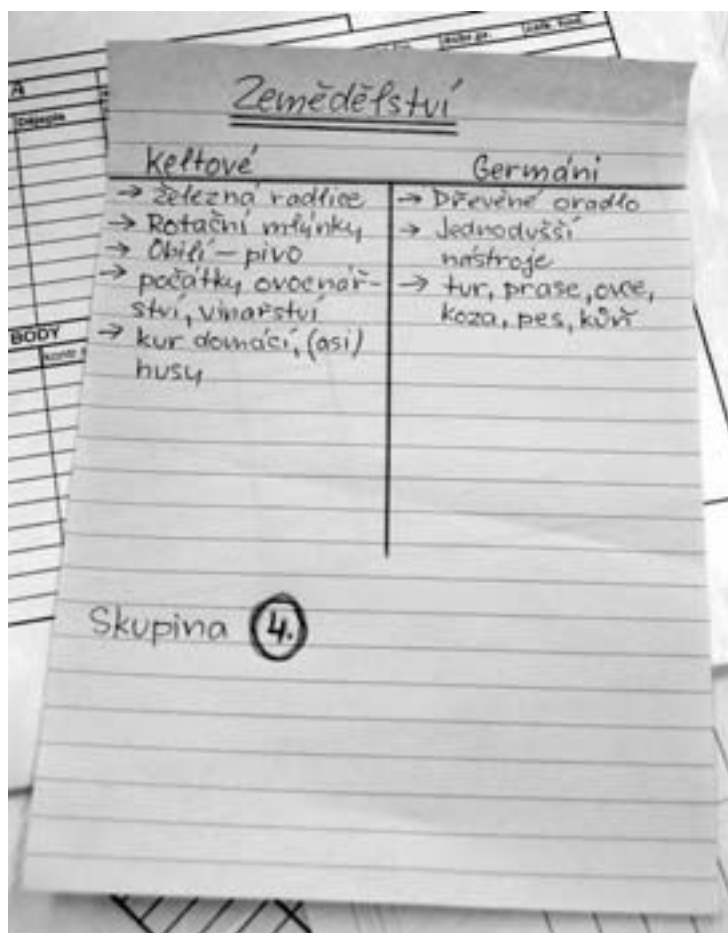 Zemědělství
Keltové
→ Železná radlice
→ Rotační mlýnky
→ Obilí – pivo
→ počátky ovocnář-
ství, vinařství
→ kur domácí, (asi)
husy
Germáni
→ Dřevěné oradlo
→ Jednodušší
nástroje
→ tur, prase, ovce,
koza, pes, kůň
Skupina 4.
A
BODY